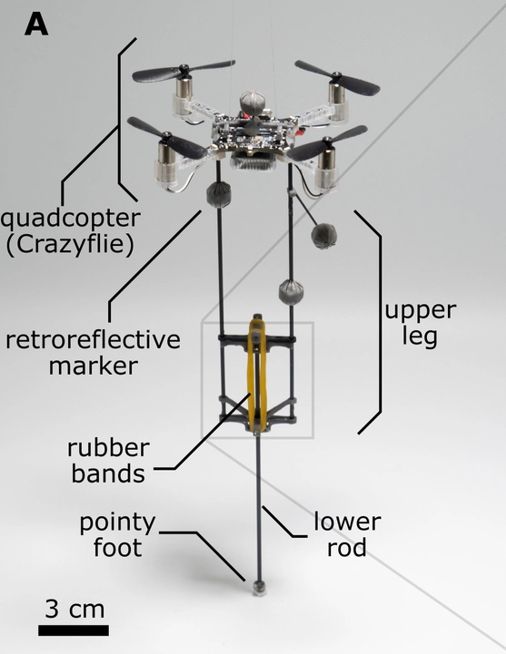 A
quadcopter
(Crazyflie)
retroreflective
marker
upper
leg
rubber
bands
pointy
foot
lower
rod
3 cm